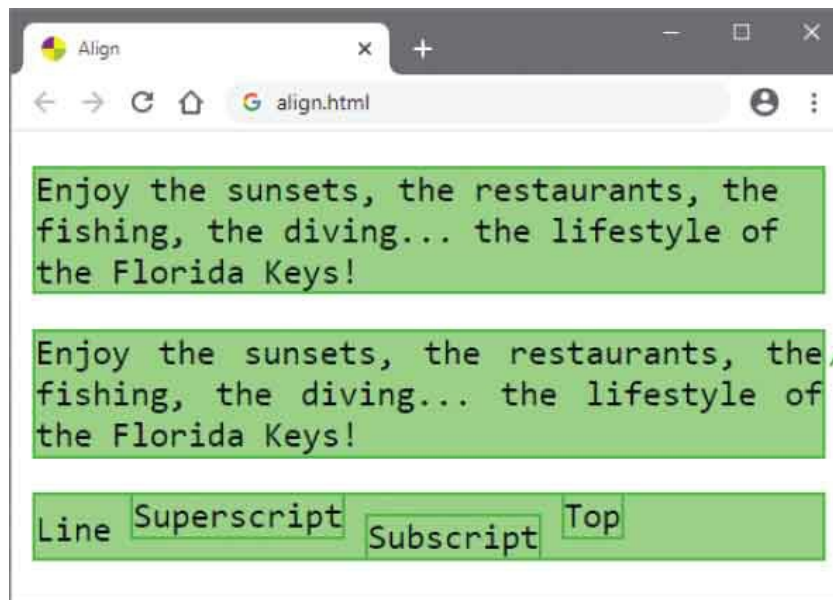 Align
align.html
Enjoy the sunsets, the restaurants, the
fishing, the diving... the lifestyle of
the Florida Keys!
Enjoy the sunsets, the restaurants, the
fishing, the diving... the lifestyle of
the Florida Keys!
Line Superscript Subscript Top